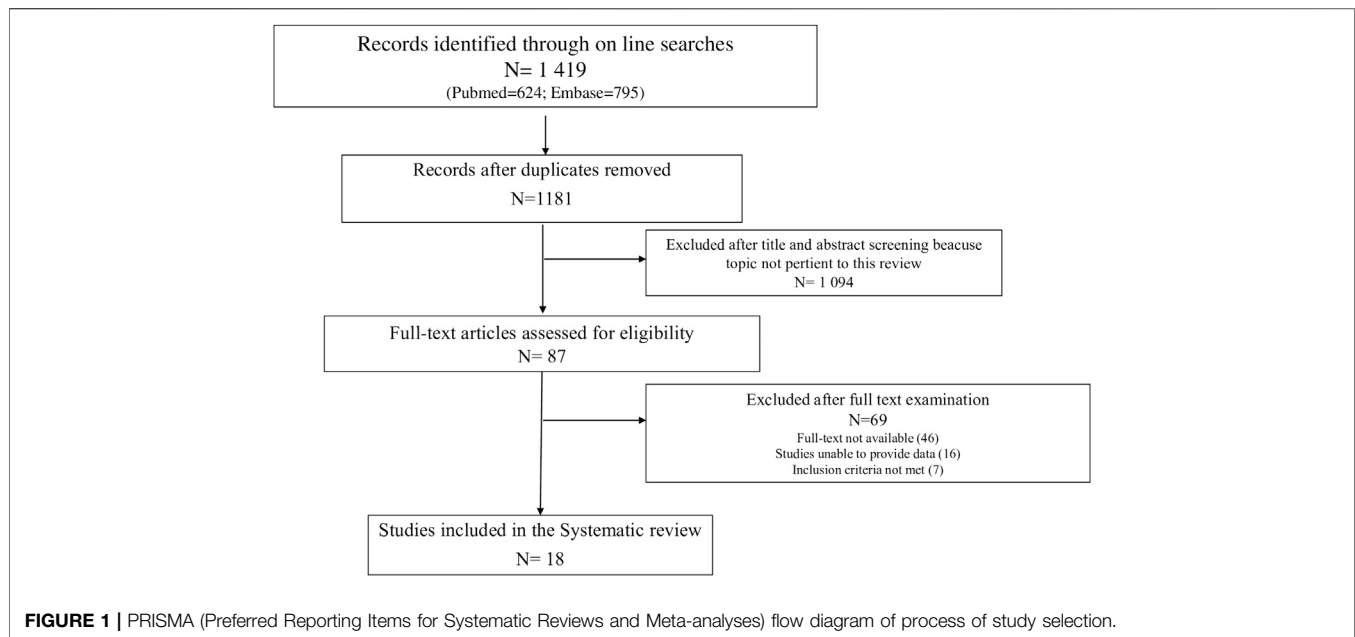 Records identified through on line searches
N= 1 419
(Pubmed=624; Embase=795)
Records after duplicates removed
N=1181
Excluded after title and abstract screening beacuse
topic not pertient to this review
N= 1 094
Full-text articles assessed for eligibility
N= 87
Excluded after full text examination
N=69
Full-text not available (46)
Studies unable to provide data (16)
Inclusion criteria not met (7)
Studies included in the Systematic review
N= 18
FIGURE 1 | PRISMA (Preferred Reporting Items for Systematic Reviews and Meta-analyses) flow diagram of process of study selection.